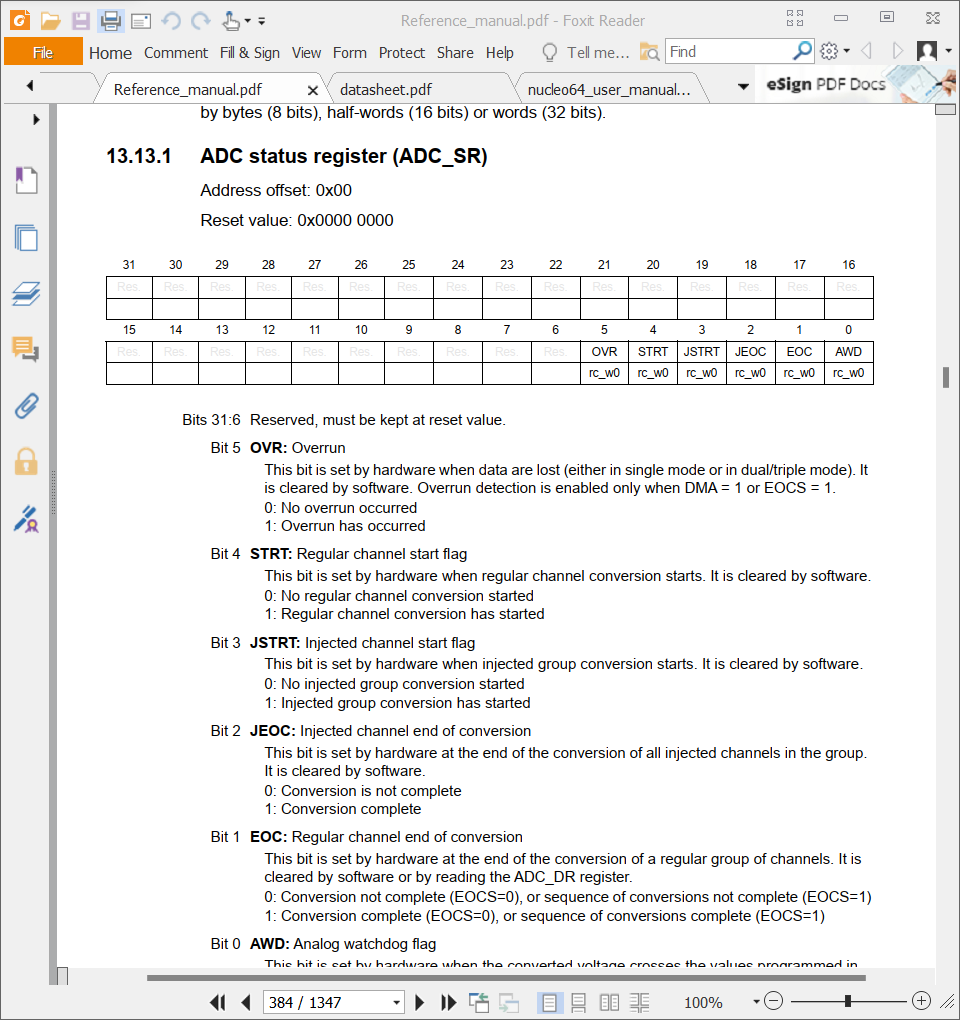 Reference_manual.pdf - Foxit Reader
File Home Comment Fill & Sign View Form Protect Share Help Tell me... Find
Reference_manual.pdf datasheet.pdf nucleo64_user_manual... eSign PDF Docs
by bytes (8 bits), half-words (16 bits) or words (32 bits).
13.13.1 ADC status register (ADC_SR)
Address offset: 0x00
Reset value: 0x0000 0000
31 30 29 28 27 26 25 24 23 22 21 20 19 18 17 16
Res. Res. Res. Res. Res. Res. Res. Res. Res. Res. Res. Res. Res. Res. Res. Res.
15 14 13 12 11 10 9 8 7 6 5 4 3 2 1 0
Res. Res. Res. Res. Res. Res. Res. Res. Res. Res. OVR STRT JSTRT JEOC EOC AWD
rc_w0 rc_w0 rc_w0 rc_w0 rc_w0 rc_w0
Bits 31:6 Reserved, must be kept at reset value.
Bit 5 OVR: Overrun
This bit is set by hardware when data are lost (either in single mode or in dual/triple mode). It
is cleared by software. Overrun detection is enabled only when DMA = 1 or EOCS = 1.
0: No overrun occurred
1: Overrun has occurred
Bit 4 STRT: Regular channel start flag
This bit is set by hardware when regular channel conversion starts. It is cleared by software.
0: No regular channel conversion started
1: Regular channel conversion has started
Bit 3 JSTRT: Injected channel start flag
This bit is set by hardware when injected group conversion starts. It is cleared by software.
0: No injected group conversion started
1: Injected group conversion has started
Bit 2 JEOC: Injected channel end of conversion
This bit is set by hardware at the end of the conversion of all injected channels in the group.
It is cleared by software.
0: Conversion is not complete
1: Conversion complete
Bit 1 EOC: Regular channel end of conversion
This bit is set by hardware at the end of the conversion of a regular group of channels. It is
cleared by software or by reading the ADC_DR register.
0: Conversion not complete (EOCS=0), or sequence of conversions not complete (EOCS=1)
1: Conversion complete (EOCS=0), or sequence of conversions complete (EOCS=1)
Bit 0 AWD: Analog watchdog flag
This bit is set by hardware when the converted voltage crosses the values programmed in
384 / 1347 100%